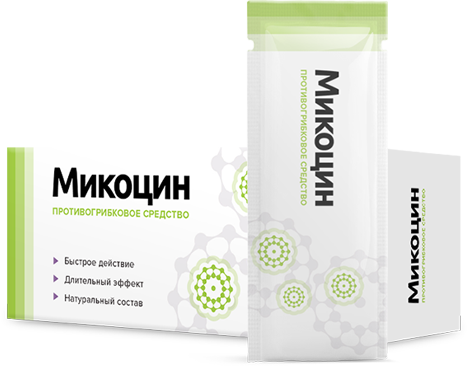 Микоцин
ПРОТИВОГРИБКОВОЕ СРЕДСТВО
Быстрое действие
Длительный эффект
Натуральный состав
Микоцин
ПРОТИВОГРИБКОВОЕ СРЕДСТВО
Микоцин
ПРОТИВОГРИБКОВОЕ СРЕДСТВО